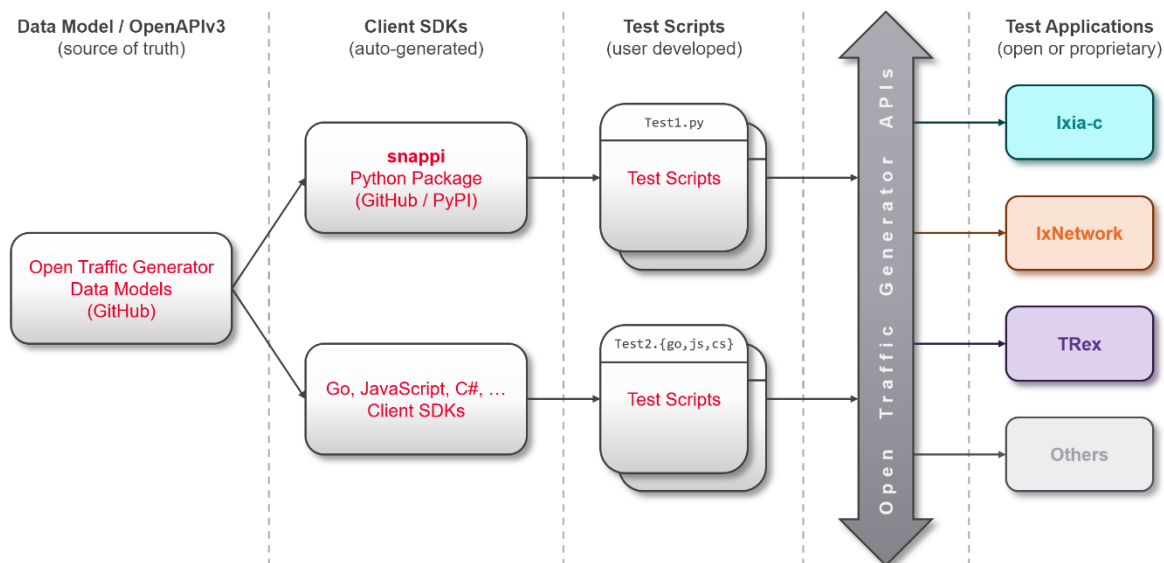 Data Model / OpenAPIv3
(source of truth)
Client SDKs
(auto-generated)
Test Scripts
(user developed)
Test Applications
(open or proprietary)
Open Traffic Generator
Data Models
(GitHub)
snappi
Python Package
(GitHub / PyPI)
Go, JavaScript, C#, …
Client SDKs
Test1.py
Test Scripts
Test2.{go,js,cs}
Test Scripts
Open Traffic Generator APIs
Ixia-c
IxNetwork
TRex
Others